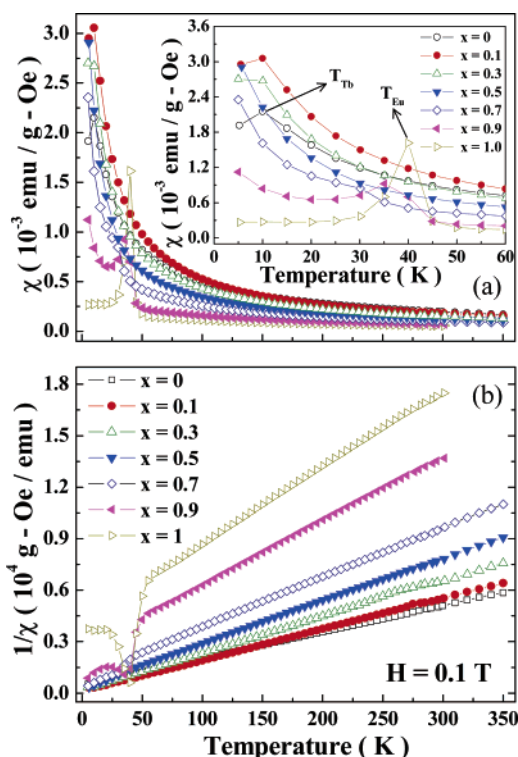 (a)
3.0
2.5
2.0
1.5
1.0
0.5
0.0
χ ( 10⁻³ emu / g - Oe )
3.6
3.0
2.4
1.8
1.2
0.6
0.0
χ ( 10⁻³ emu / g - Oe )
T_Tb
T_Eu
x = 0
x = 0.1
x = 0.3
x = 0.5
x = 0.7
x = 0.9
x = 1.0
0 10 20 30 40 50 60
Temperature ( K )
(a)
(b)
x = 0
x = 0.1
x = 0.3
x = 0.5
x = 0.7
x = 0.9
x = 1
1.8
1.5
1.2
0.9
0.6
0.3
0.0
1/χ ( 10⁴ g - Oe / emu )
H = 0.1 T
0 50 100 150 200 250 300 350
Temperature ( K )